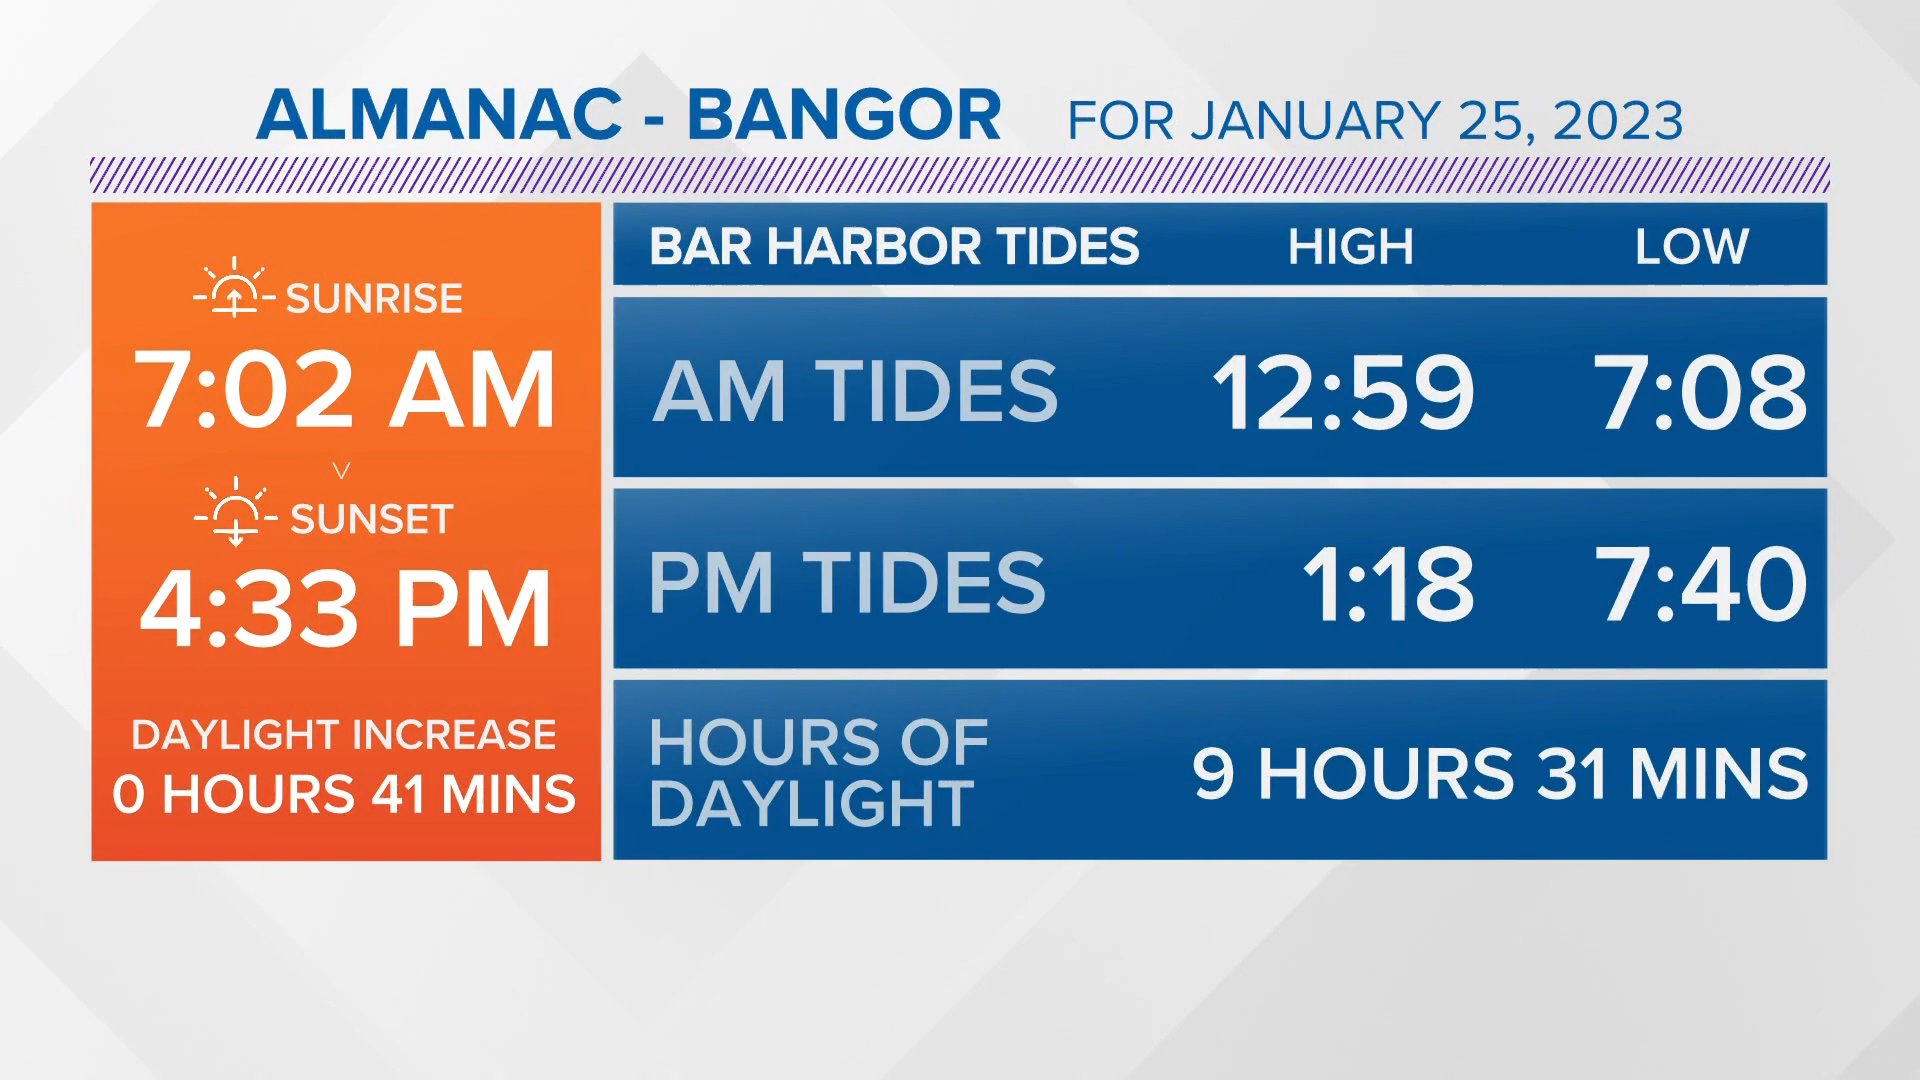 ALMANAC - BANGOR FOR JANUARY 25, 2023
SUNRISE
7:02 AM
SUNSET
4:33 PM
DAYLIGHT INCREASE
0 HOURS 41 MINS
BAR HARBOR TIDES HIGH LOW
AM TIDES 12:59 7:08
PM TIDES 1:18 7:40
HOURS OF
DAYLIGHT
9 HOURS 31 MINS